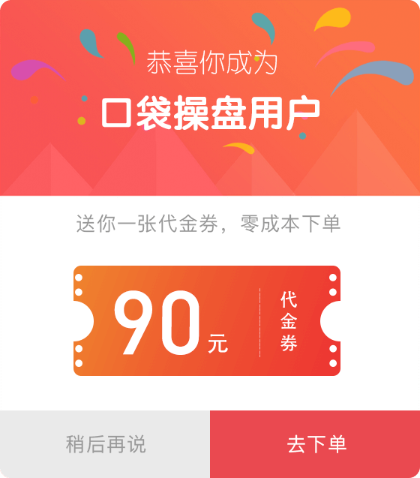 恭喜你成为
口袋操盘用户
送你一张代金券，零成本下单
90元
代金券
稍后再说
去下单